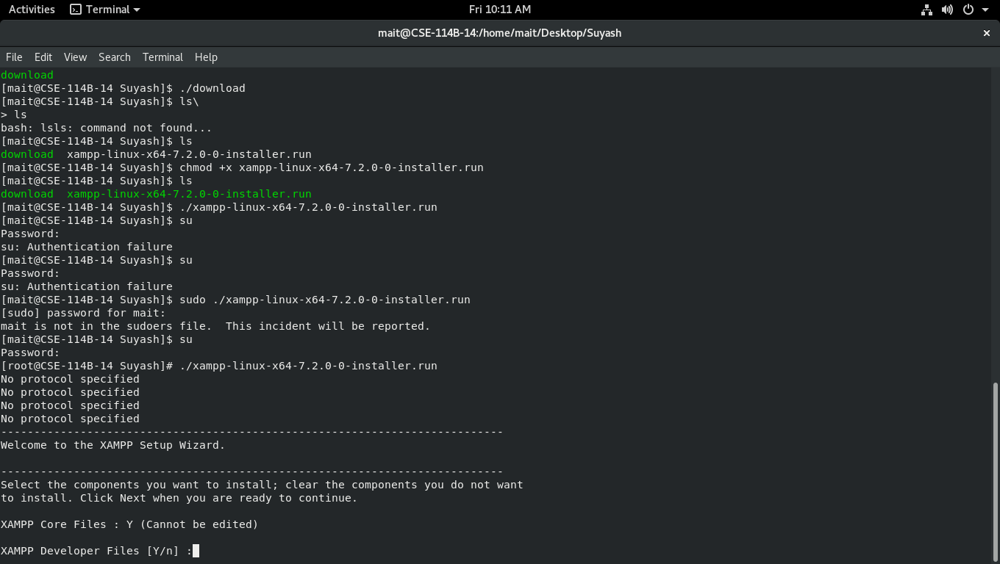 Activities Terminal Fri 10:11 AM
mait@CSE-114B-14:/home/mait/Desktop/Suyash
File Edit View Search Terminal Help
download
[mait@CSE-114B-14 Suyash]$ ./download
[mait@CSE-114B-14 Suyash]$ ls\
> ls
bash: lsls: command not found...
[mait@CSE-114B-14 Suyash]$ ls
download  xampp-linux-x64-7.2.0-0-installer.run
[mait@CSE-114B-14 Suyash]$ chmod +x xampp-linux-x64-7.2.0-0-installer.run
[mait@CSE-114B-14 Suyash]$ ls
download  xampp-linux-x64-7.2.0-0-installer.run
[mait@CSE-114B-14 Suyash]$ ./xampp-linux-x64-7.2.0-0-installer.run
[mait@CSE-114B-14 Suyash]$ su
Password:
su: Authentication failure
[mait@CSE-114B-14 Suyash]$ su
Password:
su: Authentication failure
[mait@CSE-114B-14 Suyash]$ sudo ./xampp-linux-x64-7.2.0-0-installer.run
[sudo] password for mait:
mait is not in the sudoers file.  This incident will be reported.
[mait@CSE-114B-14 Suyash]$ su
Password:
[root@CSE-114B-14 Suyash]# ./xampp-linux-x64-7.2.0-0-installer.run
No protocol specified
No protocol specified
No protocol specified
No protocol specified
----------------------------------------------------------------------------
Welcome to the XAMPP Setup Wizard.
----------------------------------------------------------------------------
Select the components you want to install; clear the components you do not want
to install. Click Next when you are ready to continue.
XAMPP Core Files : Y (Cannot be edited)
XAMPP Developer Files [Y/n] :